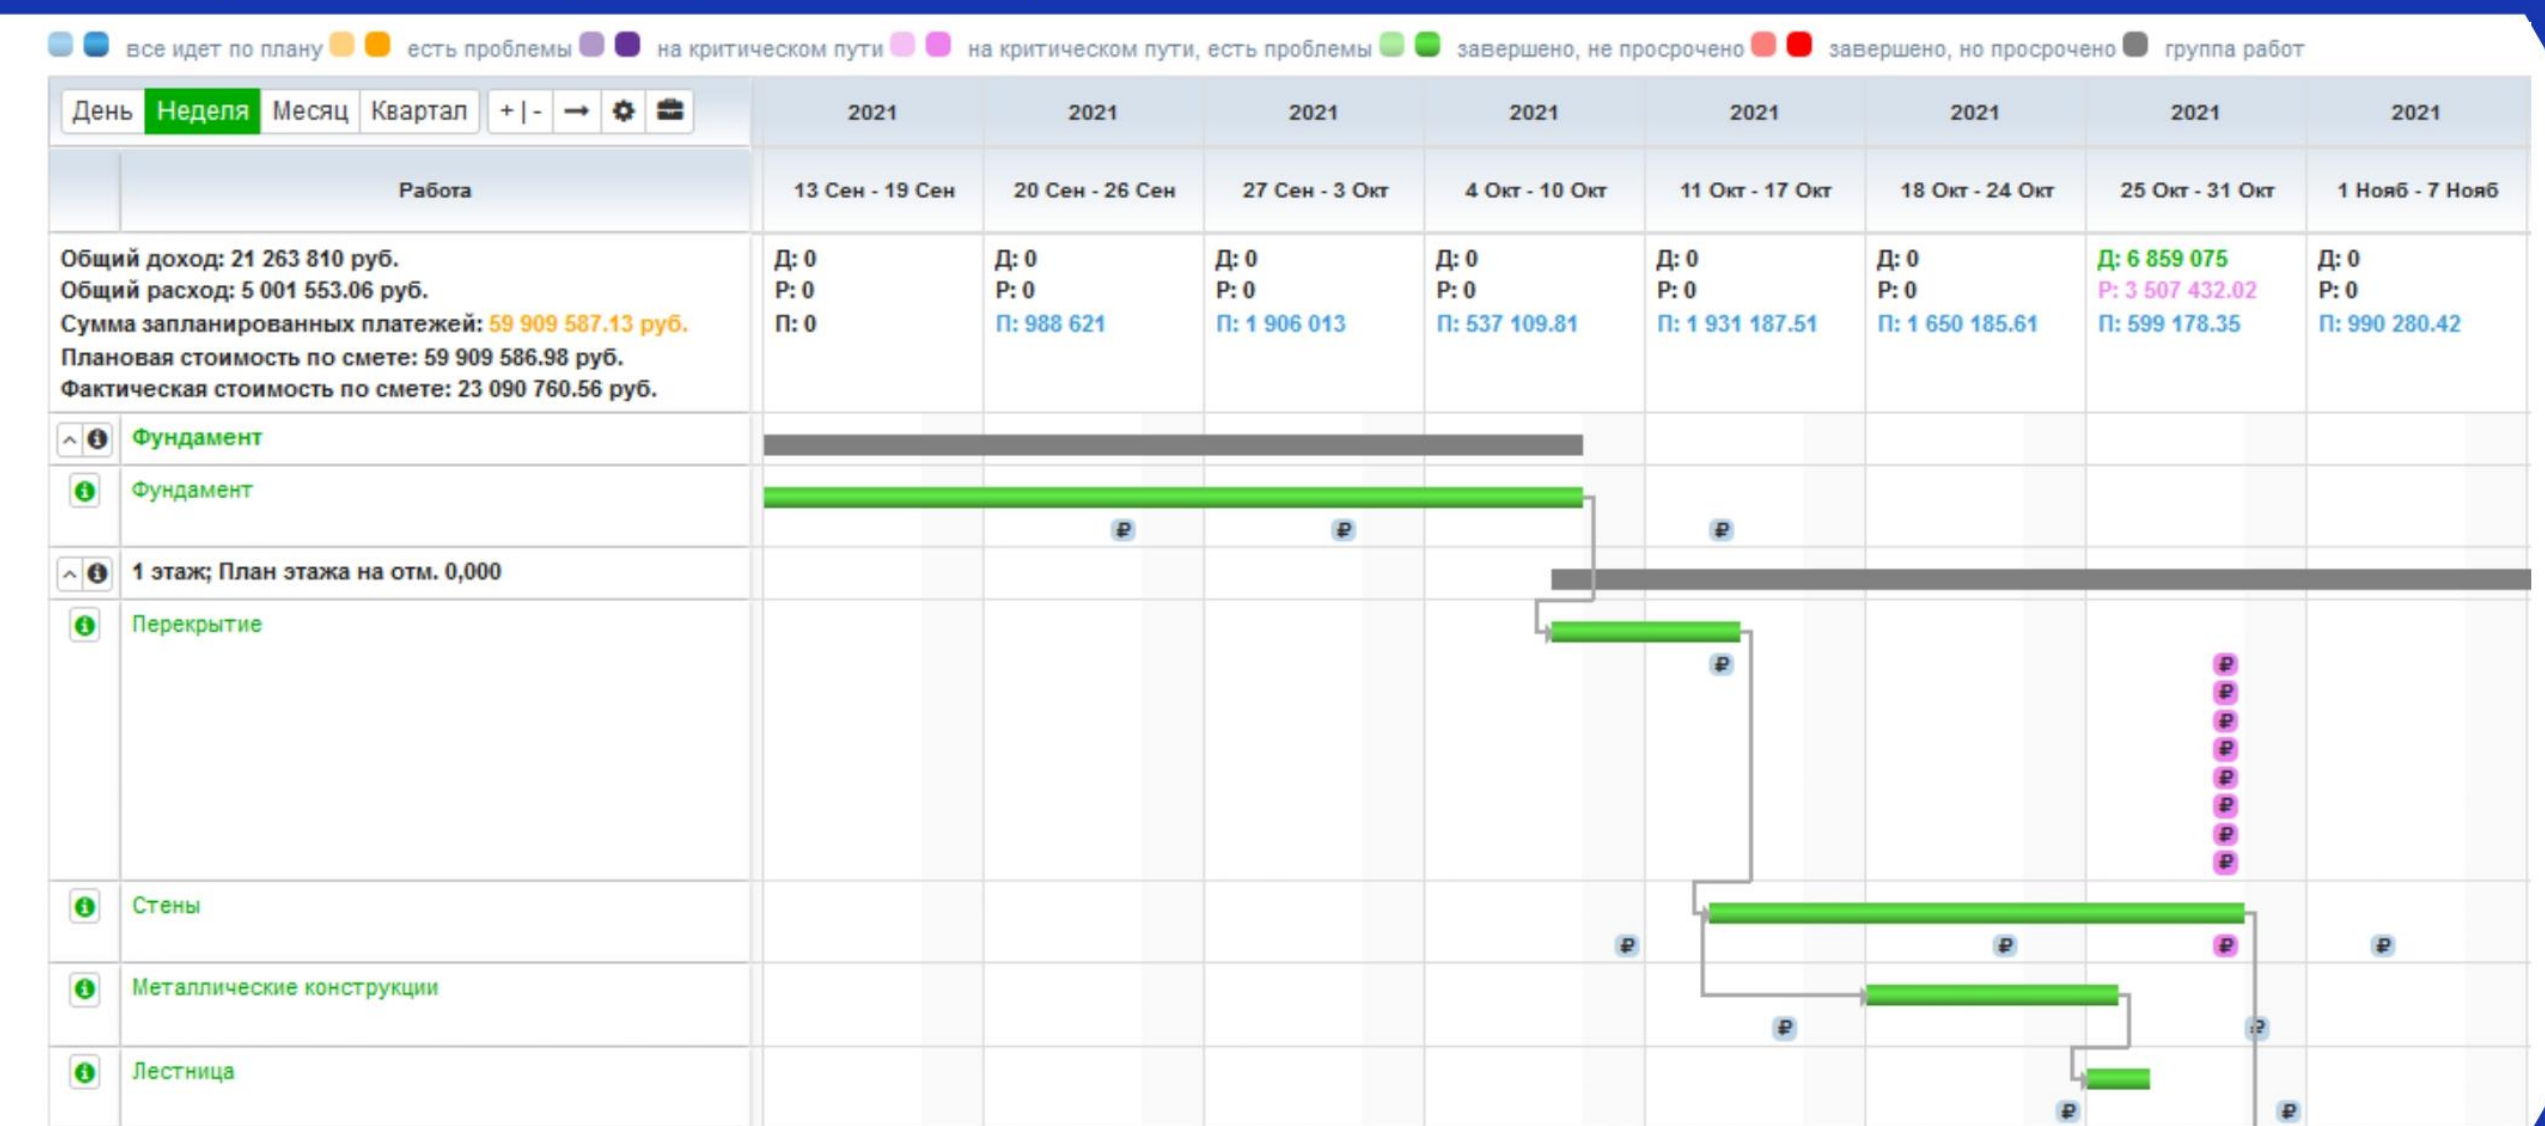 все идет по плану есть проблемы на критическом пути на критическом пути, есть проблемы завершено, не просрочено завершено, но просрочено группа работ
День Неделя Месяц Квартал + | - → 2021 2021 2021 2021 2021 2021 2021 2021
Работа 13 Сен - 19 Сен 20 Сен - 26 Сен 27 Сен - 3 Окт 4 Окт - 10 Окт 11 Окт - 17 Окт 18 Окт - 24 Окт 25 Окт - 31 Окт 1 Нояб - 7 Нояб
Общий доход: 21 263 810 руб. Д: 0 Д: 0 Д: 0 Д: 0 Д: 0 Д: 0 Д: 6 859 075 Д: 0
Общий расход: 5 001 553.06 руб. Р: 0 Р: 0 Р: 0 Р: 0 Р: 0 Р: 0 Р: 3 507 432.02 Р: 0
Сумма запланированных платежей: 59 909 587.13 руб. П: 0 П: 988 621 П: 1 906 013 П: 537 109.81 П: 1 931 187.51 П: 1 650 185.61 П: 599 178.35 П: 990 280.42
Плановая стоимость по смете: 59 909 586.98 руб.
Фактическая стоимость по смете: 23 090 760.56 руб.
Фундамент
Фундамент
₽ ₽ ₽
1 этаж; План этажа на отм. 0,000
Перекрытие
₽ ₽
₽
₽
₽
₽
₽
₽
₽
Стены
₽ ₽ ₽ ₽
Металлические конструкции
₽ ₽
Лестница
₽ ₽